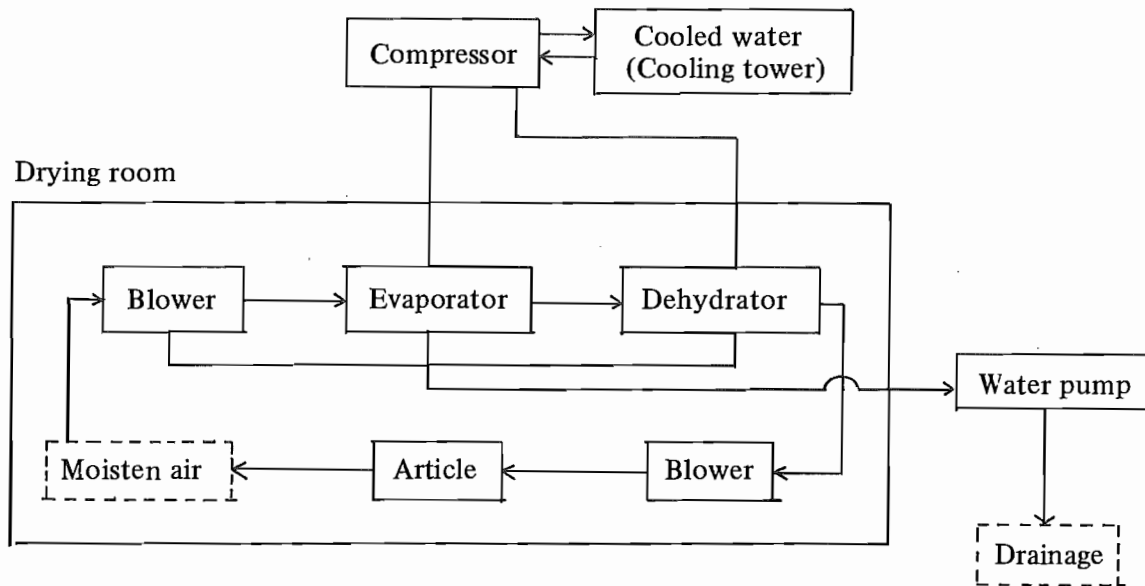 Compressor
Cooled water
(Cooling tower)
Drying room
Blower
Evaporator
Dehydrator
Water pump
Moisten air
Article
Blower
Drainage